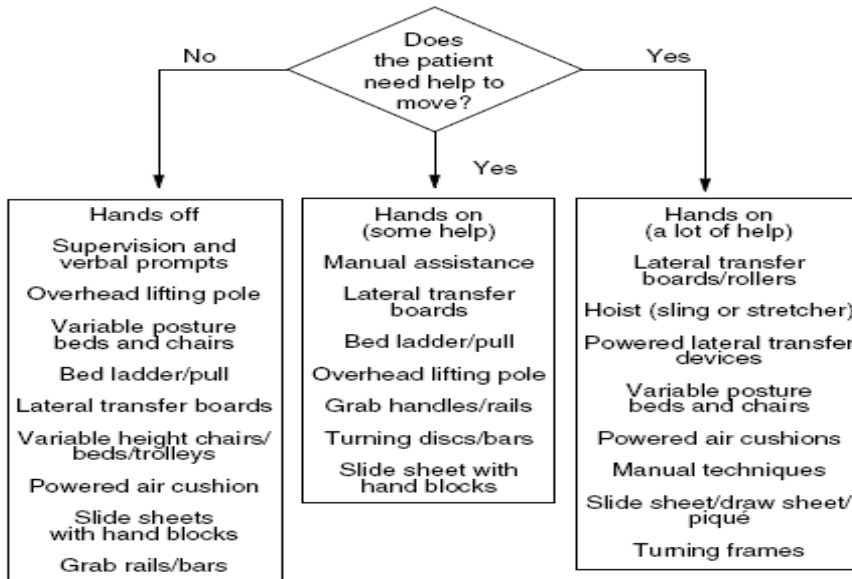 Does
the patient
need help to
move?
No
Yes
Yes
Hands off
Supervision and
verbal prompts
Overhead lifting pole
Variable posture
beds and chairs
Bed ladder/pull
Lateral transfer boards
Variable height chairs/
beds/trolleys
Powered air cushion
Slide sheets
with hand blocks
Grab rails/bars
Hands on
(some help)
Manual assistance
Lateral transfer
boards
Bed ladder/pull
Overhead lifting pole
Grab handles/rails
Turning discs/bars
Slide sheet with
hand blocks
Hands on
(a lot of help)
Lateral transfer
boards/rollers
Hoist (sling or stretcher)
Powered lateral transfer
devices
Variable posture
beds and chairs
Powered air cushions
Manual techniques
Slide sheet/draw sheet/
piqué
Turning frames